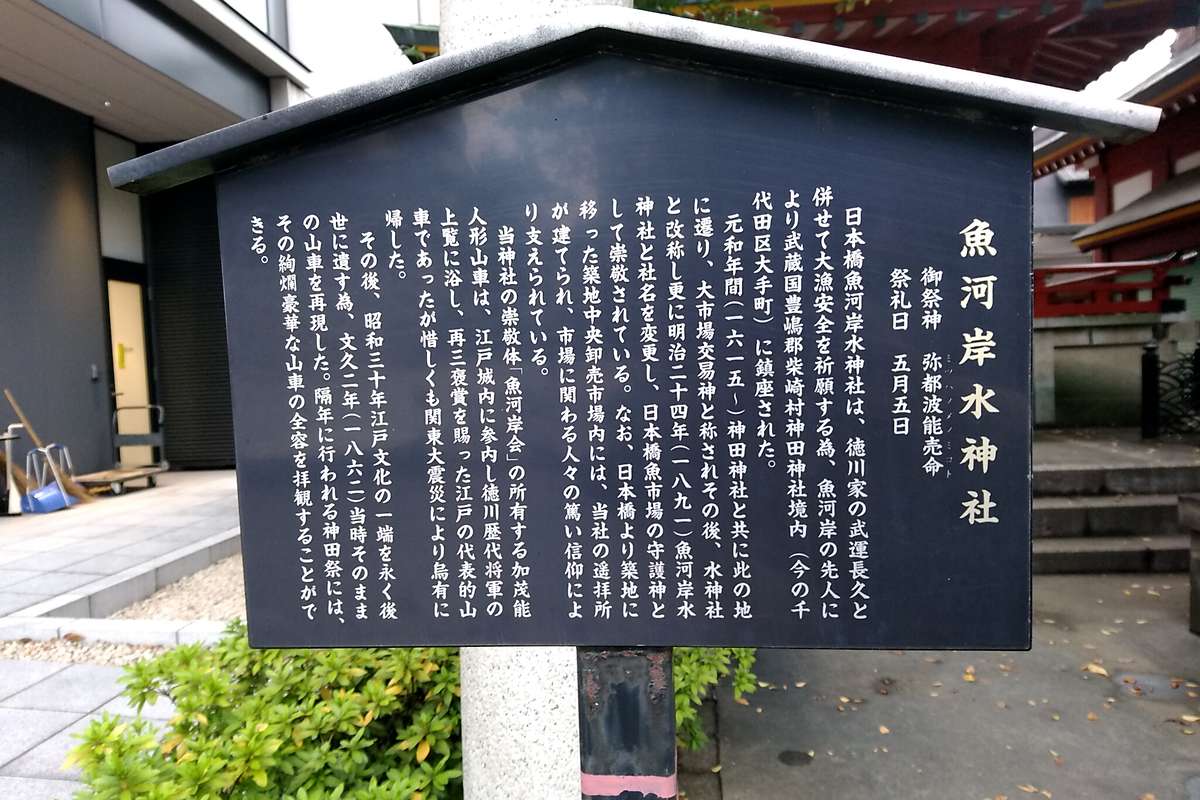 魚河岸水神社
御祭神　弥都波能売命
ミツハノメノミコト
祭礼日　五月五日
日本橋魚河岸水神社は、徳川家の武運長久と
併せて大漁安全を祈願する為、魚河岸の先人に
より武蔵国豊嶋郡柴崎村神田神社境内（今の千
代田区大手町）に鎮座された。
元和年間（一六一五～）神田神社と共に此の地
に遷り、大市場交易神と称されその後、水神社
と改称し更に明治二十四年（一八九一）魚河岸水
神社と社名を変更し、日本橋魚市場の守護神と
して崇敬されている。なお、日本橋より築地に
移った築地中央卸売市場内には、当社の遥拝所
が建てられ、市場に関わる人々の篤い信仰によ
り支えられている。
当神社の崇敬体「魚河岸会」の所有する加茂能
人形山車は、江戸城内に参内し徳川歴代将軍の
上覧に浴し、再三褒賞を賜った江戸の代表的山
車であったが惜しくも関東大震災により烏有に
帰した。
その後、昭和三十年江戸文化の一端を永く後
世に遺す為、文久二年（一八六二）当時そのまま
の山車を再現した。隔年に行われる神田祭には、
その絢爛豪華な山車の全容を拝観することがで
きる。